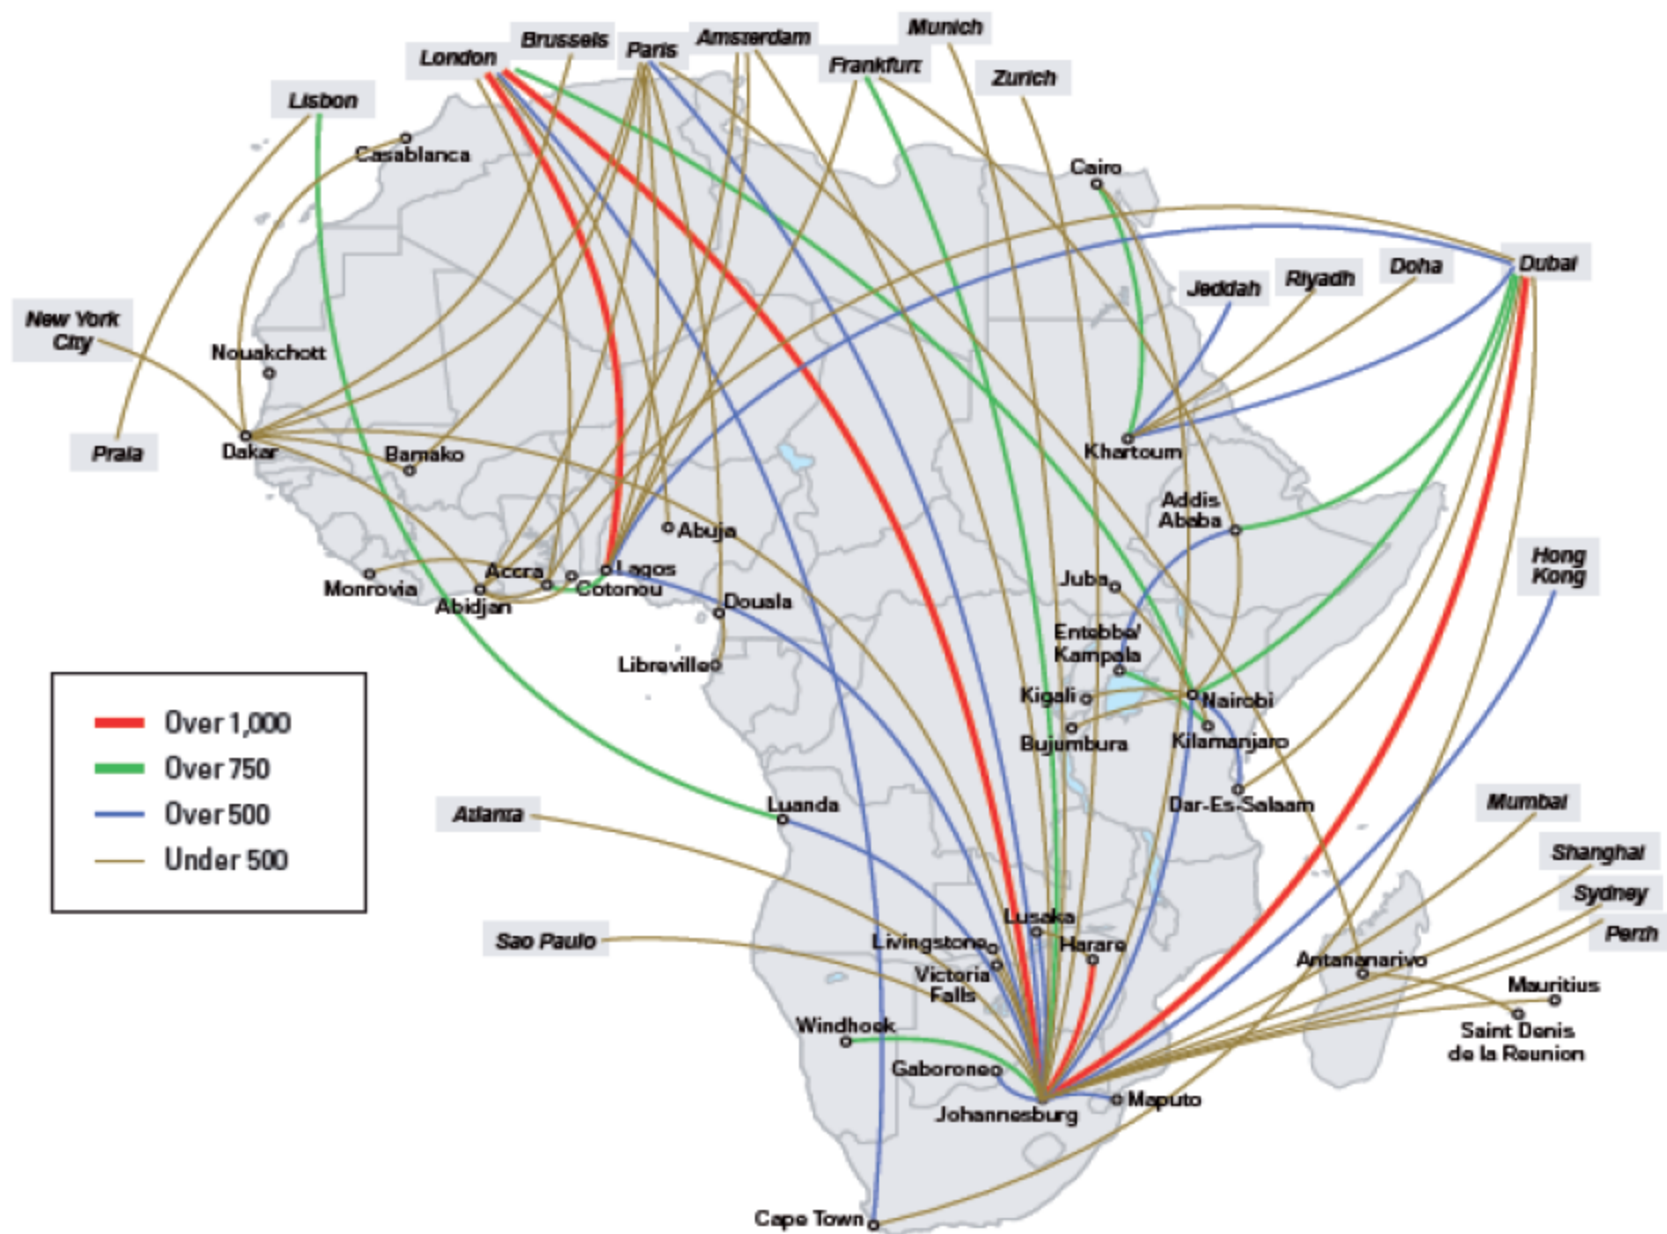 Munich
Brussels
Amsterdam
London
Paris
Frankfurt
Zurich
Lisbon
Casablanca
Cairo
Dubai
Doha
Riyadh
Jeddah
New York
City
Nouakchott
Praia
Dakar
Bamako
Khartoum
Addis
Ababa
Abuja
Hong
Kong
Monrovia
Accra
Lagos
Cotonou
Abidjan
Juba
Douala
Entebbe/
Kampala
Libreville
Kigali
Nairobi
Bujumbura
Kilamanjaro
Over 1,000
Over 750
Over 500
Under 500
Luanda
Dar-Es-Salaam
Atlanta
Mumbai
Shanghai
Sydney
Perth
Sao Paulo
Lusaka
Livingstone
Harare
Victoria
Falls
Antananarivo
Mauritius
Saint Denis
de la Reunion
Windhoek
Gaborone
Johannesburg
Maputo
Cape Town